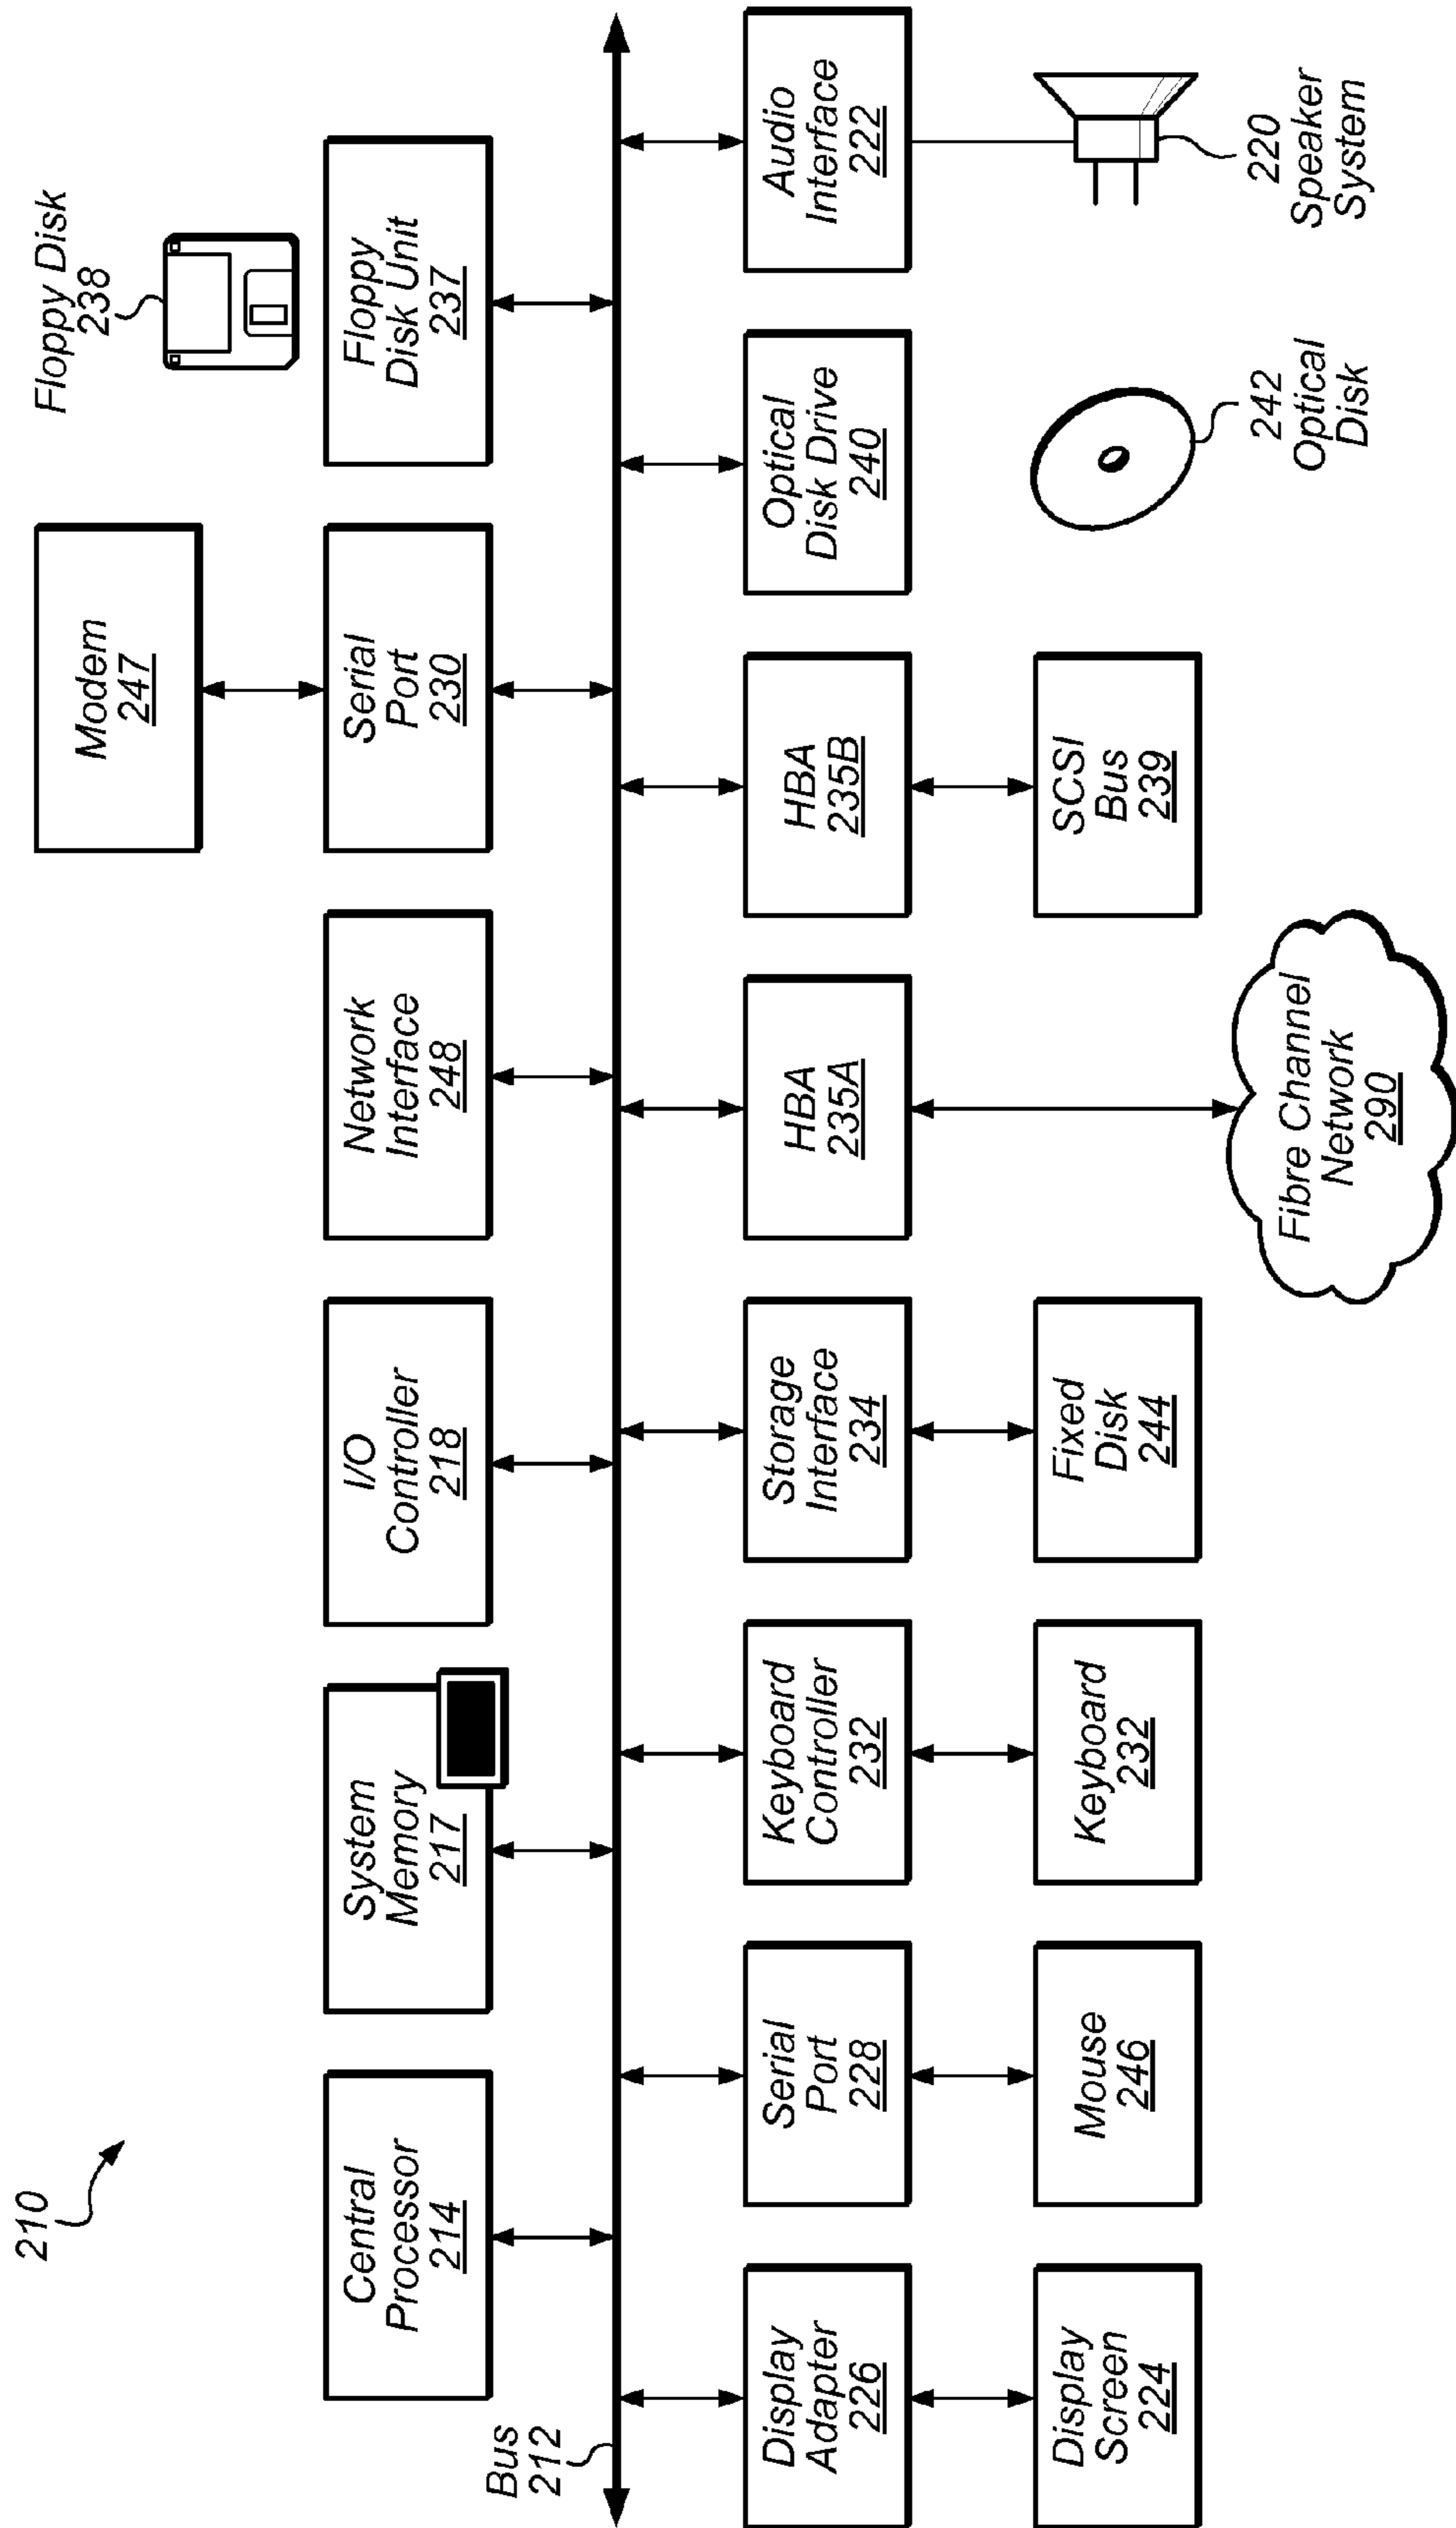 210
Floppy Disk
238
Modem
247
Central
Processor
214
System
Memory
217
I/O
Controller
218
Network
Interface
248
Serial
Port
230
Floppy
Disk Unit
237
Bus
212
Display
Adapter
226
Serial
Port
228
Keyboard
Controller
232
Storage
Interface
234
HBA
235A
HBA
235B
Optical
Disk Drive
240
Audio
Interface
222
Display
Screen
224
Mouse
246
Keyboard
232
Fixed
Disk
244
Fibre Channel
Network
290
SCSI
Bus
239
242
Optical
Disk
220
Speaker
System